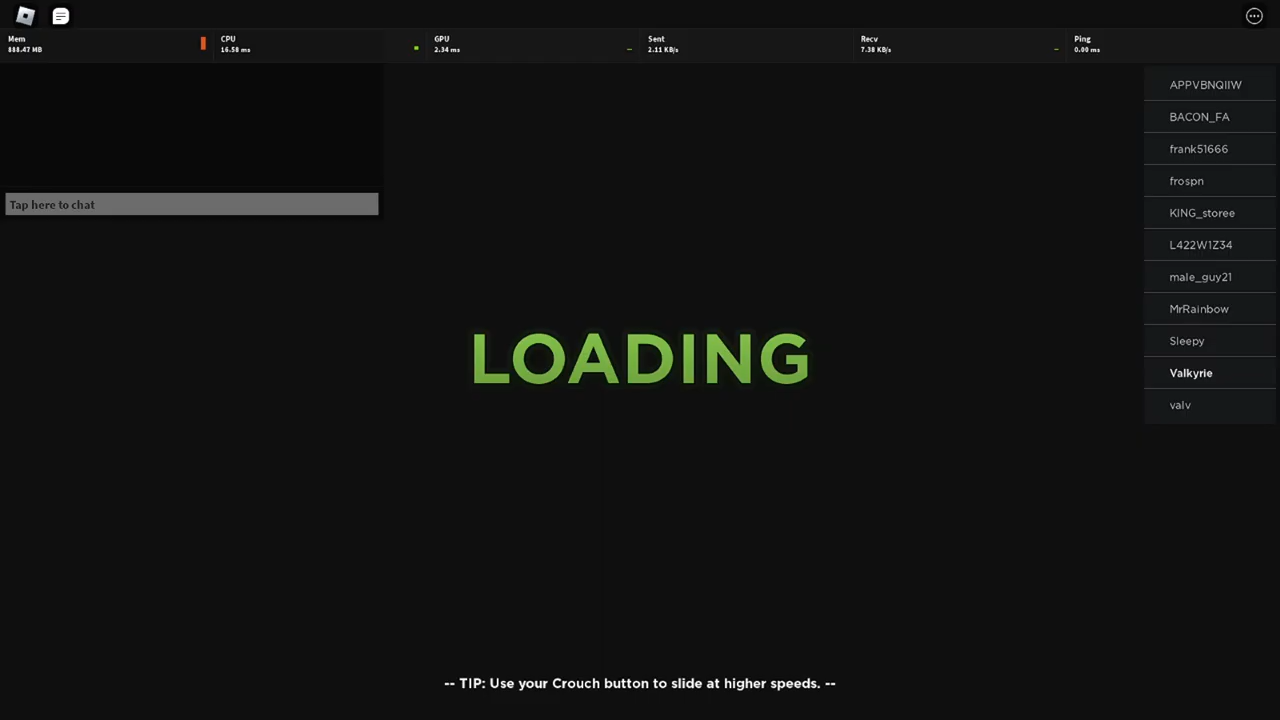 Mem
888.47 MB
CPU
16.58 ms
GPU
2.34 ms
Sent
2.11 KB/s
Recv
7.38 KB/s
Ping
0.00 ms
Tap here to chat
APPVBNQIIW
BACON_FA
frank51666
frospn
KING_storee
L422W1Z34
male_guy21
MrRainbow
Sleepy
Valkyrie
valv
LOADING
-- TIP: Use your Crouch button to slide at higher speeds. --